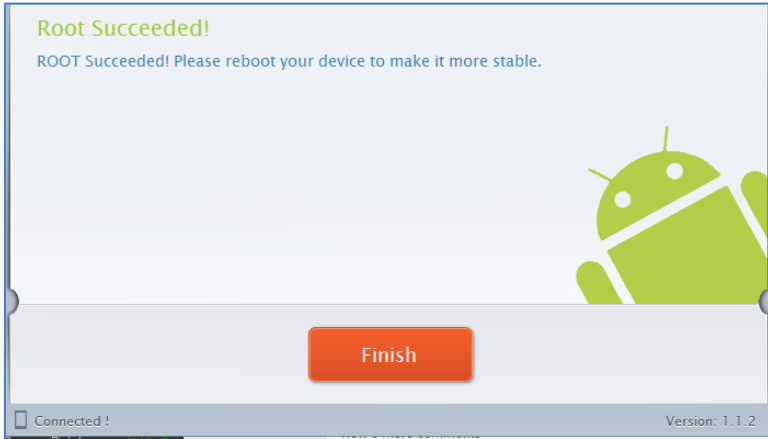 Root Succeeded!
ROOT Succeeded! Please reboot your device to make it more stable.
Finish
Connected !
Version: 1.1.2